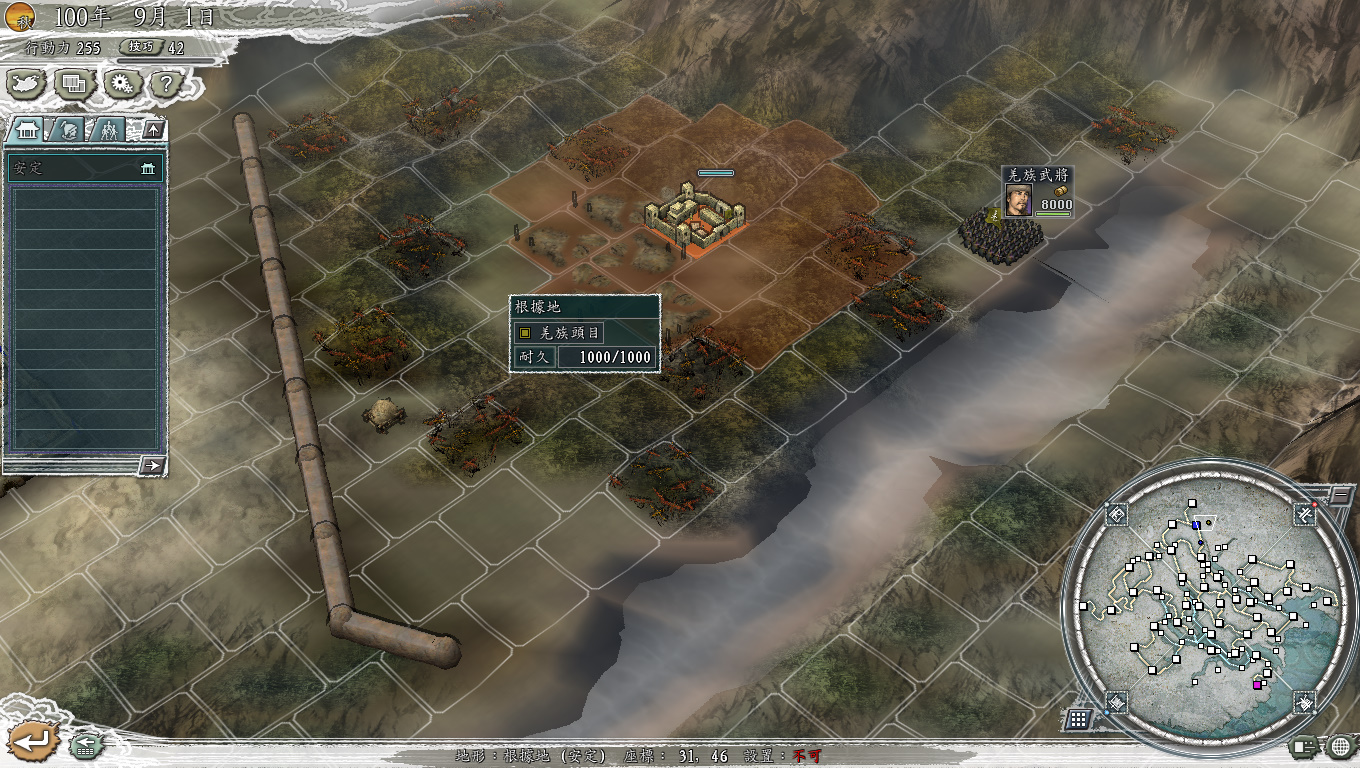 秋 100年 9月 1日
行動力 255 技巧 42
?
安定
羌族武將
8000
根據地
羌族頭目
耐久 1000/1000
地形：根據地 (安定) 座標： 31, 46 設置：不可